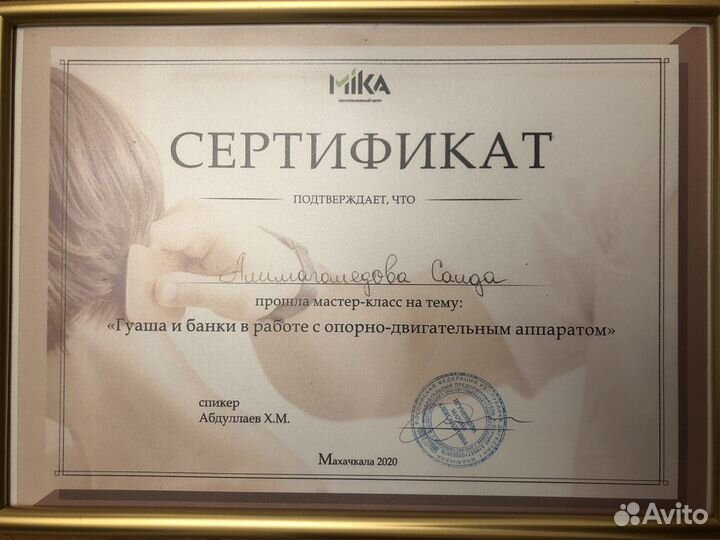 MIKA
СЕРТИФИКАТ
ПОДТВЕРЖДАЕТ, ЧТО
Алимагомедова Саида
прошла мастер-класс на тему:
«Гуаша и банки в работе с опорно-двигательным аппаратом»
спикер
Абдуллаев Х.М.
Махачкала 2020
Avito